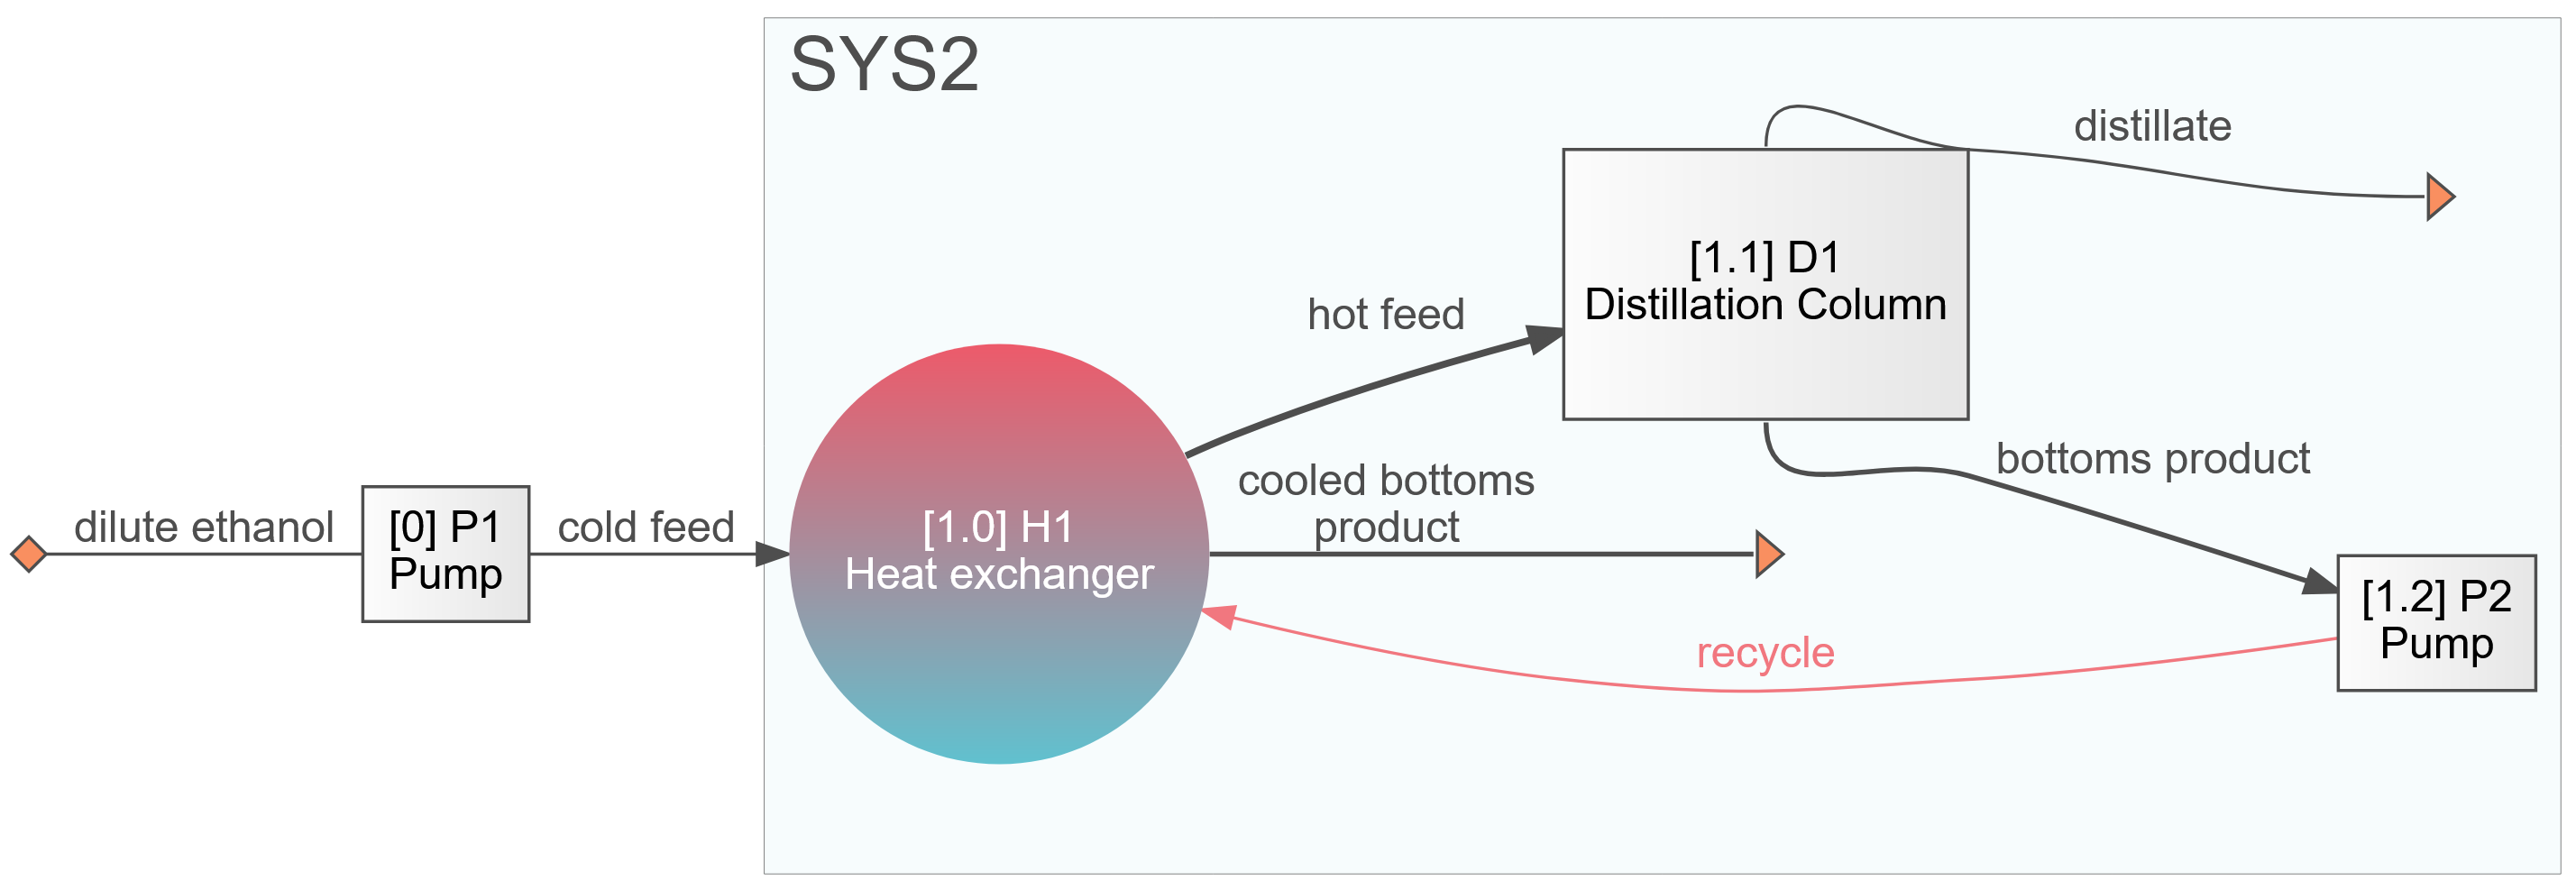 SYS2
distillate
[1.1] D1
Distillation Column
hot feed
bottoms product
cooled bottoms
product
dilute ethanol
[0] P1
Pump
cold feed
[1.0] H1
Heat exchanger
[1.2] P2
Pump
recycle